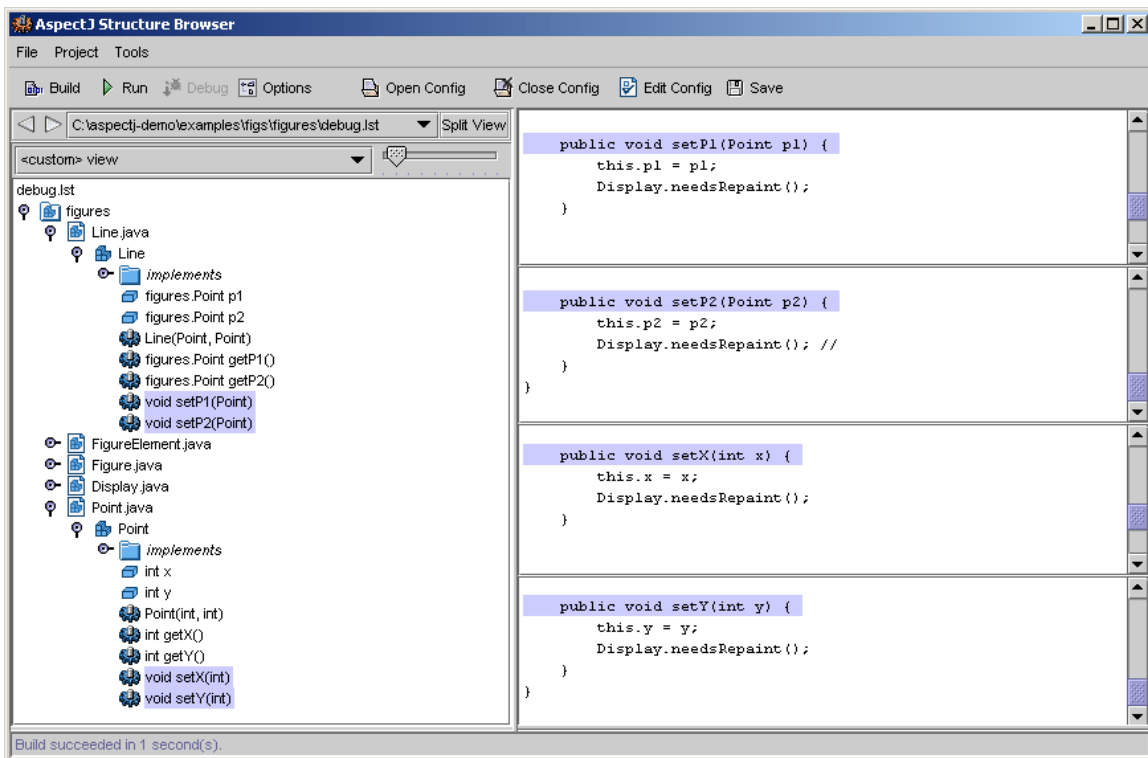 AspectJ Structure Browser
File Project Tools
Build Run Debug Options Open Config Close Config Edit Config Save
C:\aspectj-demo\examples\figs\figures\debug.lst Split View
<custom> view
debug.lst
figures
Line.java
Line
implements
figures.Point p1
figures.Point p2
Line(Point, Point)
figures.Point getP1()
figures.Point getP2()
void setP1(Point)
void setP2(Point)
FigureElement.java
Figure.java
Display.java
Point.java
Point
implements
int x
int y
Point(int, int)
int getX()
int getY()
void setX(int)
void setY(int)
public void setP1(Point p1) {
this.p1 = p1;
Display.needsRepaint();
}
public void setP2(Point p2) {
this.p2 = p2;
Display.needsRepaint(); //
}
}
public void setX(int x) {
this.x = x;
Display.needsRepaint();
}
public void setY(int y) {
this.y = y;
Display.needsRepaint();
}
}
Build succeeded in 1 second(s).